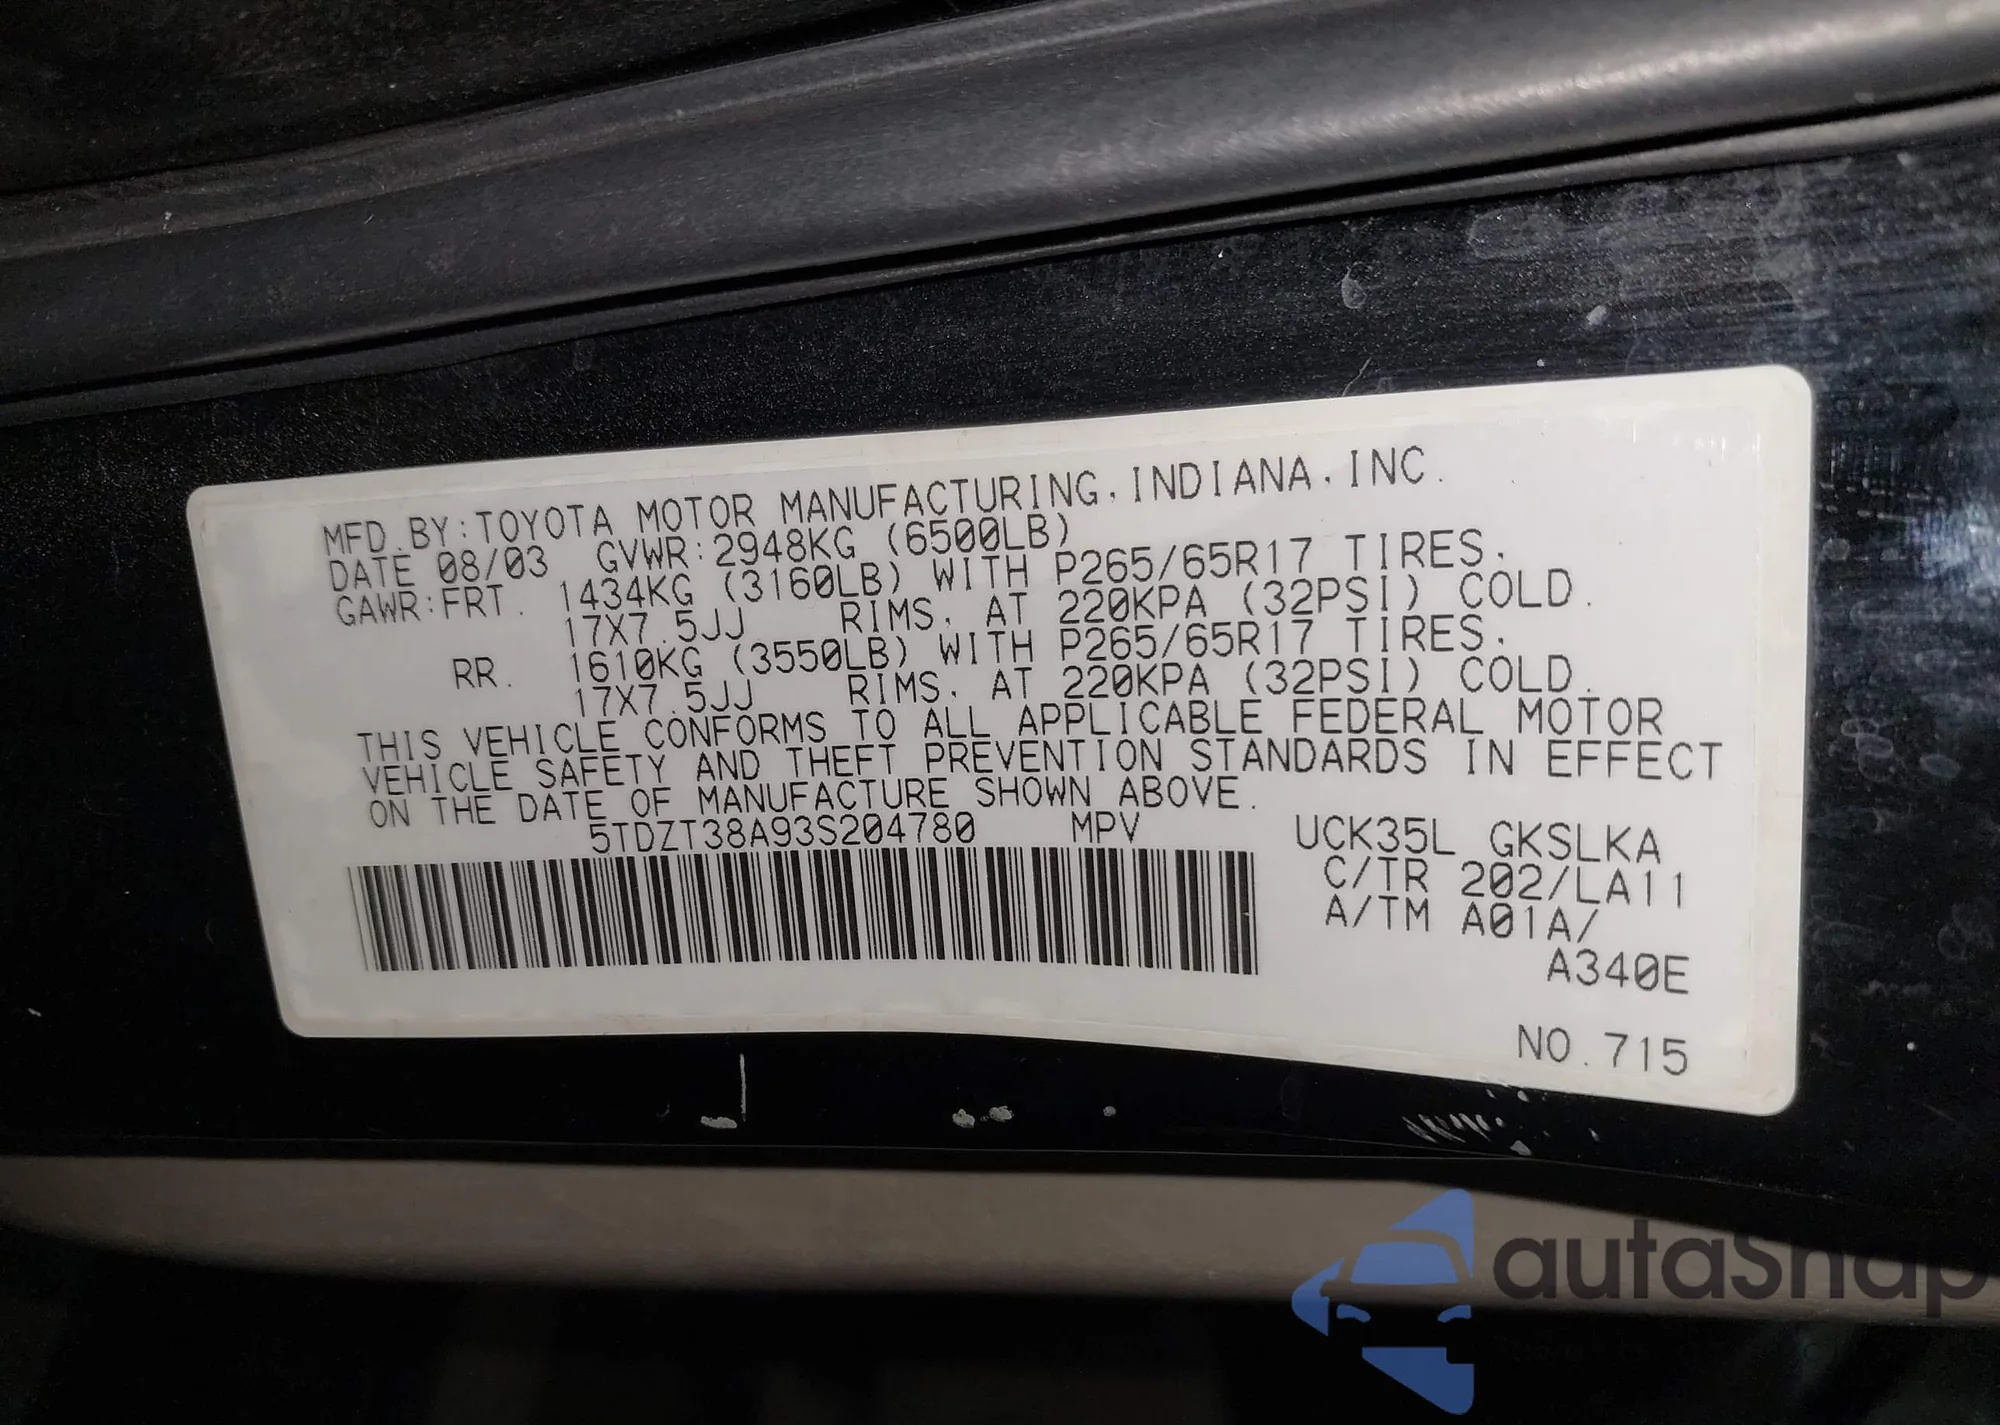 MFD.BY:TOYOTA MOTOR MANUFACTURING,INDIANA,INC.
DATE 08/03 GVWR:2948KG (6500LB)
GAWR:FRT. 1434KG (3160LB) WITH P265/65R17 TIRES,
17X7.5JJ RIMS, AT 220KPA (32PSI) COLD.
RR. 1610KG (3550LB) WITH P265/65R17 TIRES,
17X7.5JJ RIMS, AT 220KPA (32PSI) COLD.
THIS VEHICLE CONFORMS TO ALL APPLICABLE FEDERAL MOTOR
VEHICLE SAFETY AND THEFT PREVENTION STANDARDS IN EFFECT
ON THE DATE OF MANUFACTURE SHOWN ABOVE.
5TDZT38A93S204780 MPV UCK35L GKSLKA
C/TR 202/LA11
A/TM A01A/
A340E
NO.715
autaSnap